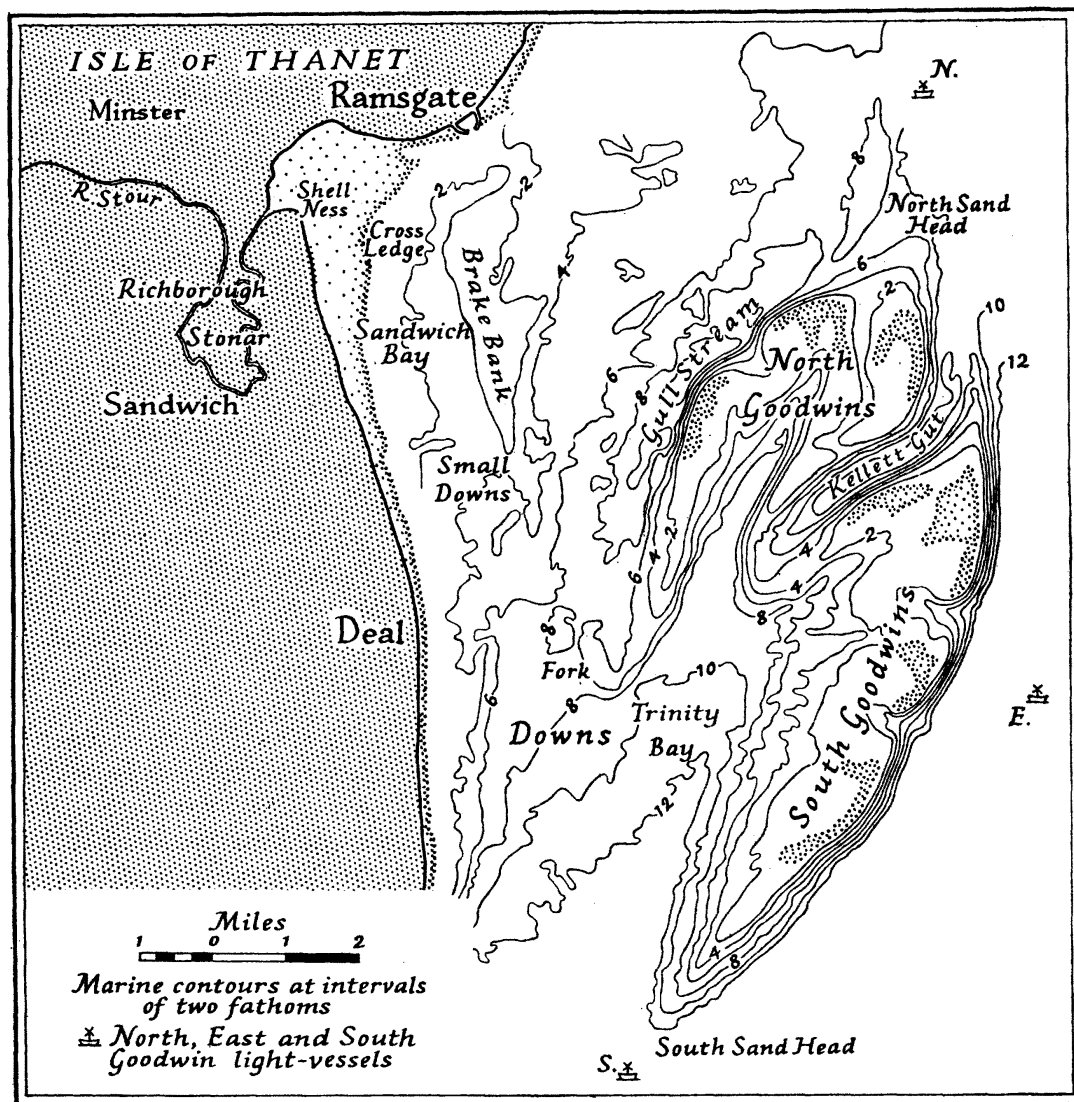 ISLE OF THANET
Minster
Ramsgate
N.
R. Stour
Shell
Ness
2
2
8
North Sand
Head
Cross
Ledge
Brake Bank
4
6
Richborough
2
10
Stonar
Sandwich
Bay
Gull Stream
North
12
6
8
Sandwich
Goodwins
Kellett Gut
Small
Downs
2
4
4
2
6
4
8
Deal
8
Fork
10
6
8
Trinity
Bay
Downs
South Goodwins
E.
12
4
8
Miles
1 0 1 2
Marine contours at intervals
of two fathoms
North, East and South
Goodwin light-vessels
South Sand Head
S.